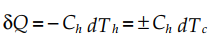 δQ = −C_h dT_h = ±C_h dT_c